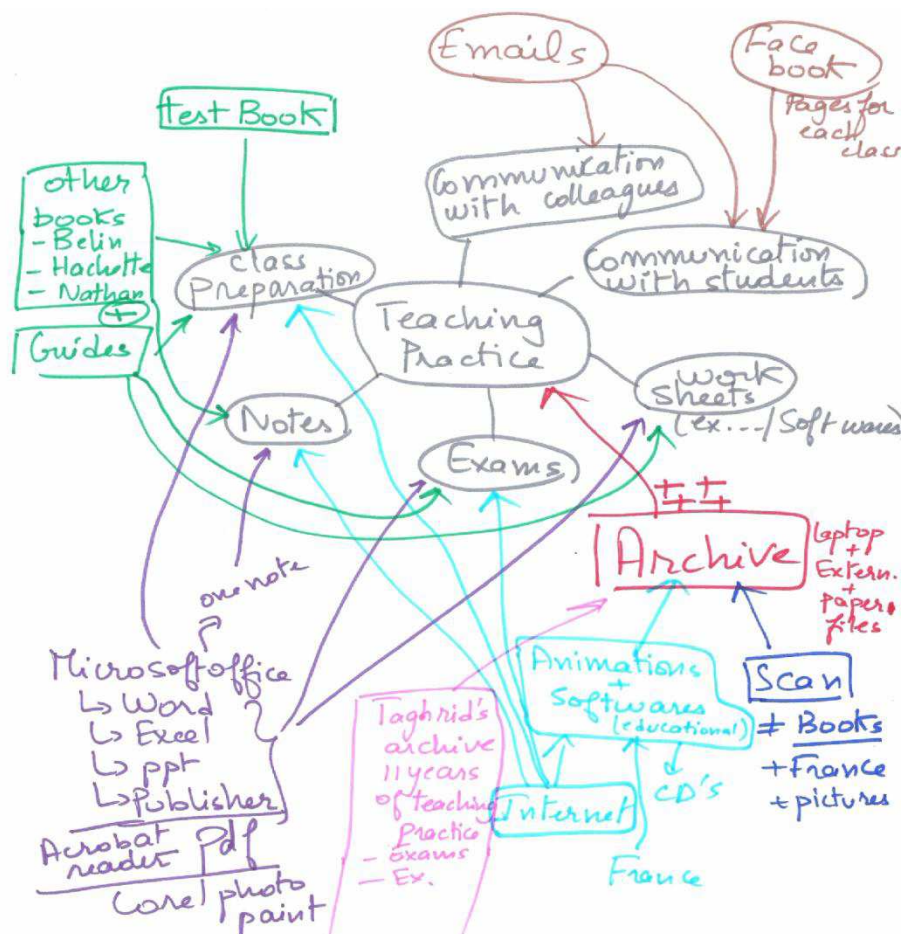 Emails
Face
book
Pages for
each
class
test Book
Communication
with colleagues
other
books
- Belin
- Hachette
- Nathan
+
Guides
Class
Preparation
Communication
with students
Teaching
Practice
Work
Sheets
(ex..../Softwares)
Notes
Exams
++ ++
Archive
laptop
+
Extern.
+
paper
files
one note
Microsoft office
↳ Word
↳ Excel
↳ ppt
↳ Publisher
Acrobat
reader
Pdf
Corel photo
paint
Taghrid's
archive
11 years
of teaching
practice
- Exams
- Ex.
Animations
+
Softwares
(educational)
CD's
Internet
France
Scan
≠ Books
+ France
+ pictures